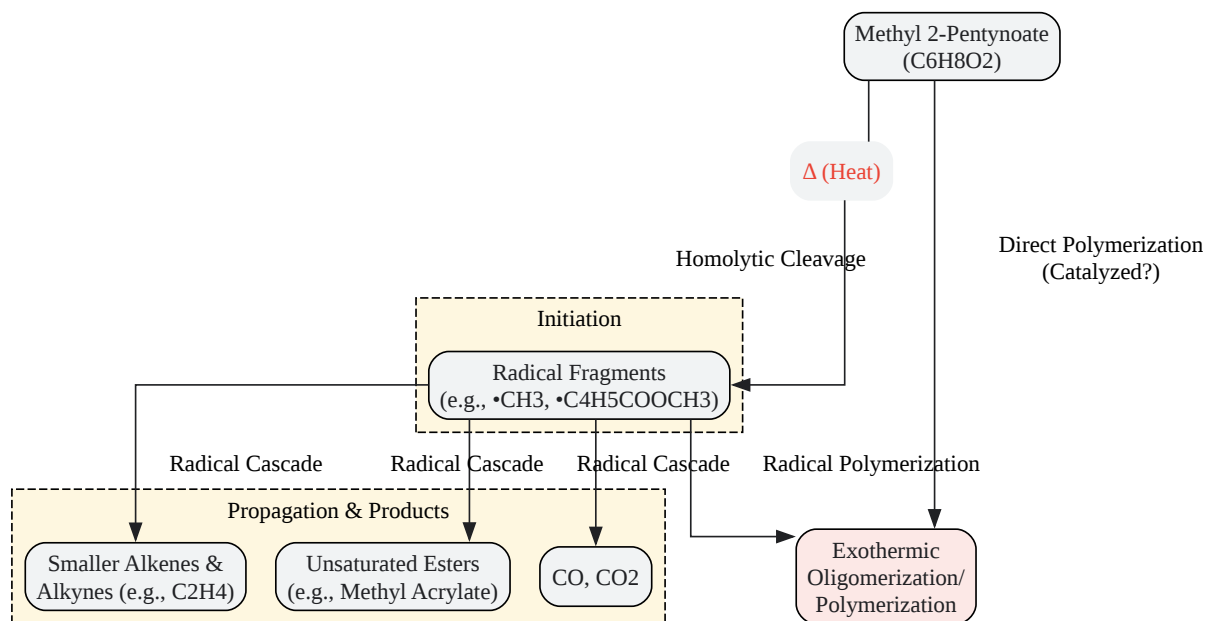 Methyl 2-Pentynoate
(C6H8O2)
Δ (Heat)
Homolytic Cleavage
Direct Polymerization
(Catalyzed?)
Initiation
Radical Fragments
(e.g., •CH3, •C4H5COOCH3)
Radical Cascade
Radical Cascade
Radical Cascade
Radical Polymerization
Propagation & Products
Smaller Alkenes &
Alkynes (e.g., C2H4)
Unsaturated Esters
(e.g., Methyl Acrylate)
CO, CO2
Exothermic
Oligomerization/
Polymerization